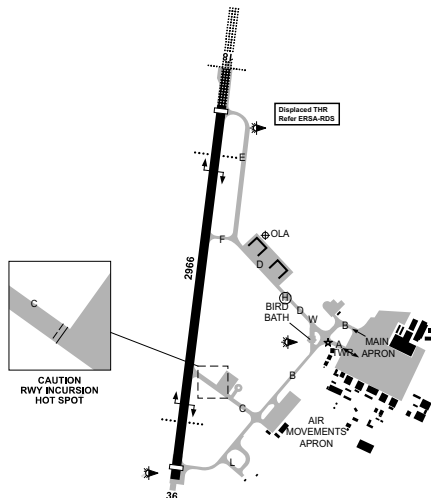 18
Displaced THR
Refer ERSA-RDS
E
OLA
F
D
2966
H
D
BIRD
BATH
W
B
C
A
TWR
MAIN
APRON
B
CAUTION
RWY INCURSION
HOT SPOT
C
AIR
MOVEMENTS
APRON
L
36